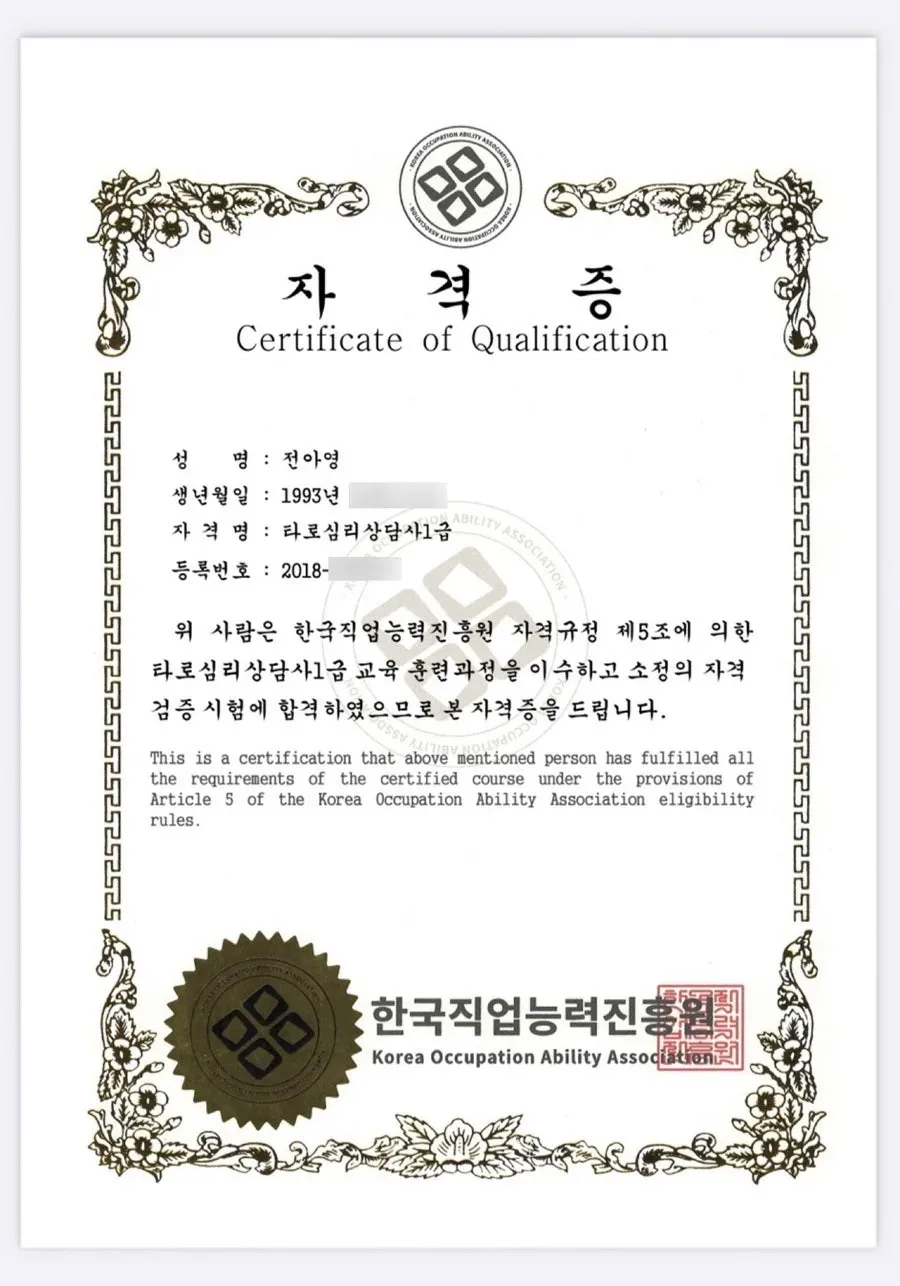 KOREA OCCUPATION ABILITY ASSOCIATION
KOREA OCCUPATION ABILITY ASSOCIATION
자 격 증
Certificate of Qualification
성 명 : 전아영
생년월일 : 1993년
자 격 명 : 타로심리상담사1급
등록번호 : 2018-
위 사람은 한국직업능력진흥원 자격규정 제5조에 의한
타로심리상담사1급 교육 훈련과정을 이수하고 소정의 자격
검증 시험에 합격하였으므로 본 자격증을 드립니다.
This is a certification that above mentioned person has fulfilled all
the requirements of the certified course under the provisions of
Article 5 of the Korea Occupation Ability Association eligibility
rules.
한국직업능력진흥원
Korea Occupation Ability Association